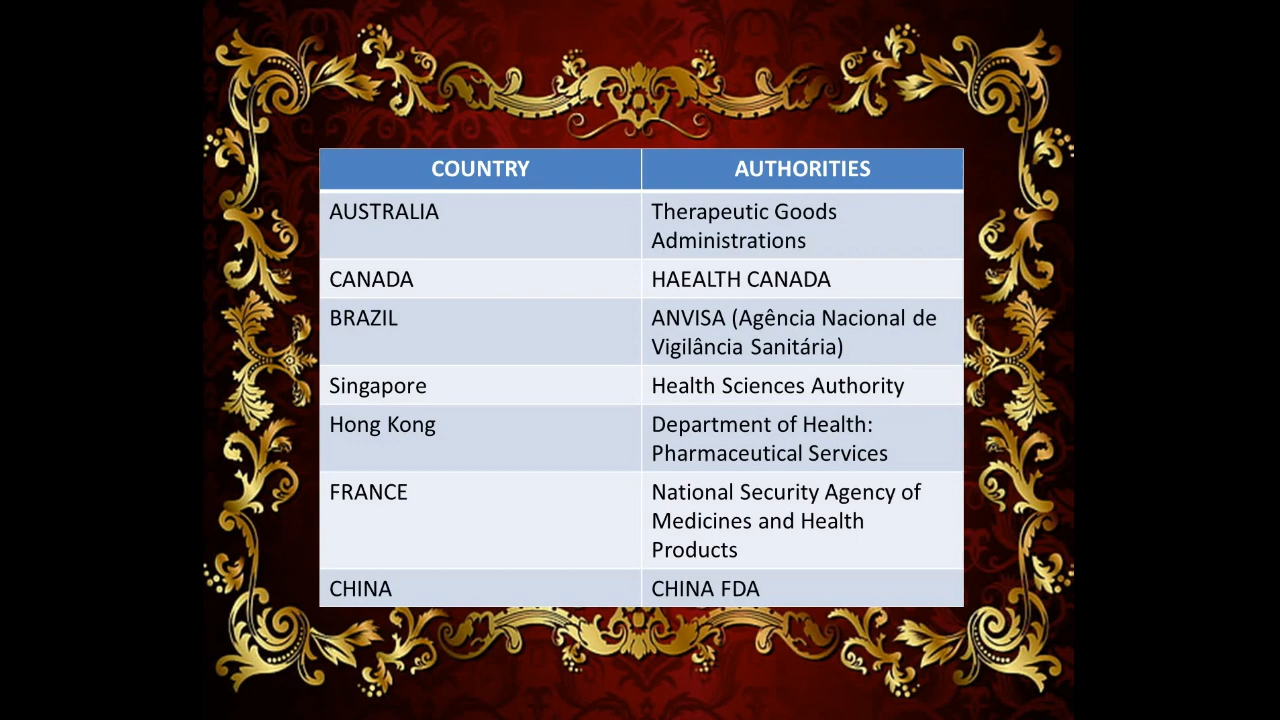 COUNTRY AUTHORITIES
AUSTRALIA Therapeutic Goods
Administrations
CANADA HAEALTH CANADA
BRAZIL ANVISA (Agência Nacional de
Vigilância Sanitária)
Singapore Health Sciences Authority
Hong Kong Department of Health:
Pharmaceutical Services
FRANCE National Security Agency of
Medicines and Health
Products
CHINA CHINA FDA